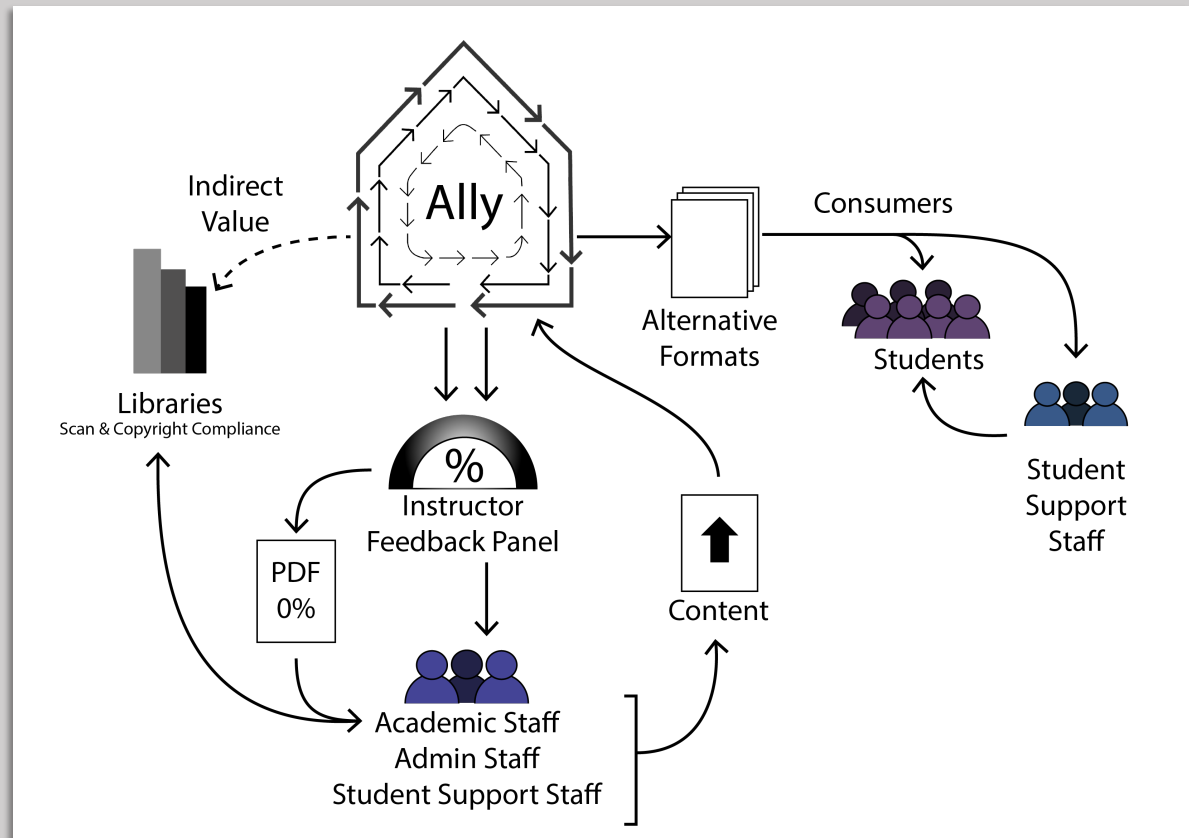 Ally
Indirect
Value
Consumers
Alternative
Formats
Students
Libraries
Scan & Copyright Compliance
%
Instructor
Feedback Panel
Student
Support
Staff
PDF
0%
Content
Academic Staff
Admin Staff
Student Support Staff